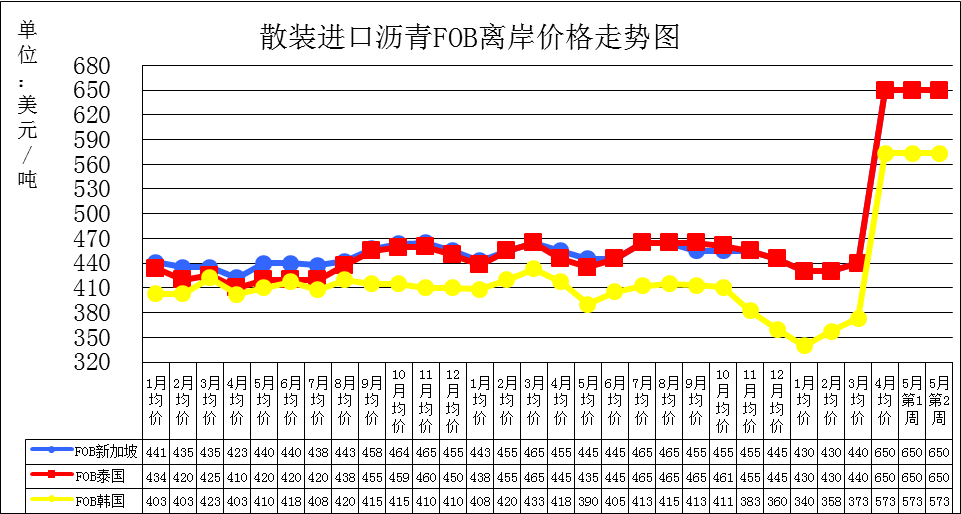 散装进口沥青FOB离岸价格走势图
单位：美元/吨
680
650
620
590
560
530
500
470
440
410
380
350
320
1月均价 2月均价 3月均价 4月均价 5月均价 6月均价 7月均价 8月均价 9月均价 10月均价 11月均价 12月均价 1月均价 2月均价 3月均价 4月均价 5月均价 6月均价 7月均价 8月均价 9月均价 10月均价 11月均价 12月均价 1月均价 2月均价 3月均价 4月均价 5月第1周 5月第2周
FOB新加坡 441 435 435 423 440 440 438 443 458 464 465 455 443 455 465 455 445 445 465 465 455 455 455 445 430 430 440 650 650 650
FOB泰国 434 420 425 410 420 420 420 438 455 459 460 450 438 455 465 445 435 445 465 465 465 461 455 445 430 430 440 650 650 650
FOB韩国 403 403 423 403 410 418 408 420 415 415 410 410 408 420 433 418 390 405 413 415 413 411 383 360 340 358 373 573 573 573